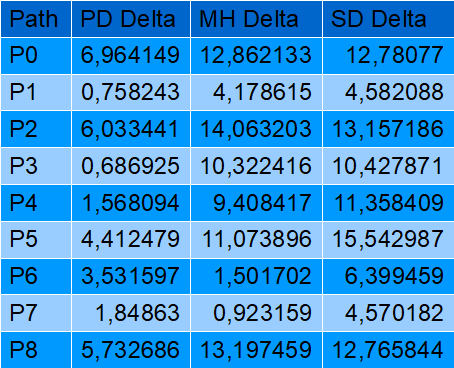 Path PD Delta MH Delta SD Delta
P0 6,964149 12,862133 12,78077
P1 0,758243 4,178615 4,582088
P2 6,033441 14,063203 13,157186
P3 0,686925 10,322416 10,427871
P4 1,568094 9,408417 11,358409
P5 4,412479 11,073896 15,542987
P6 3,531597 1,501702 6,399459
P7 1,84863 0,923159 4,570182
P8 5,732686 13,197459 12,765844